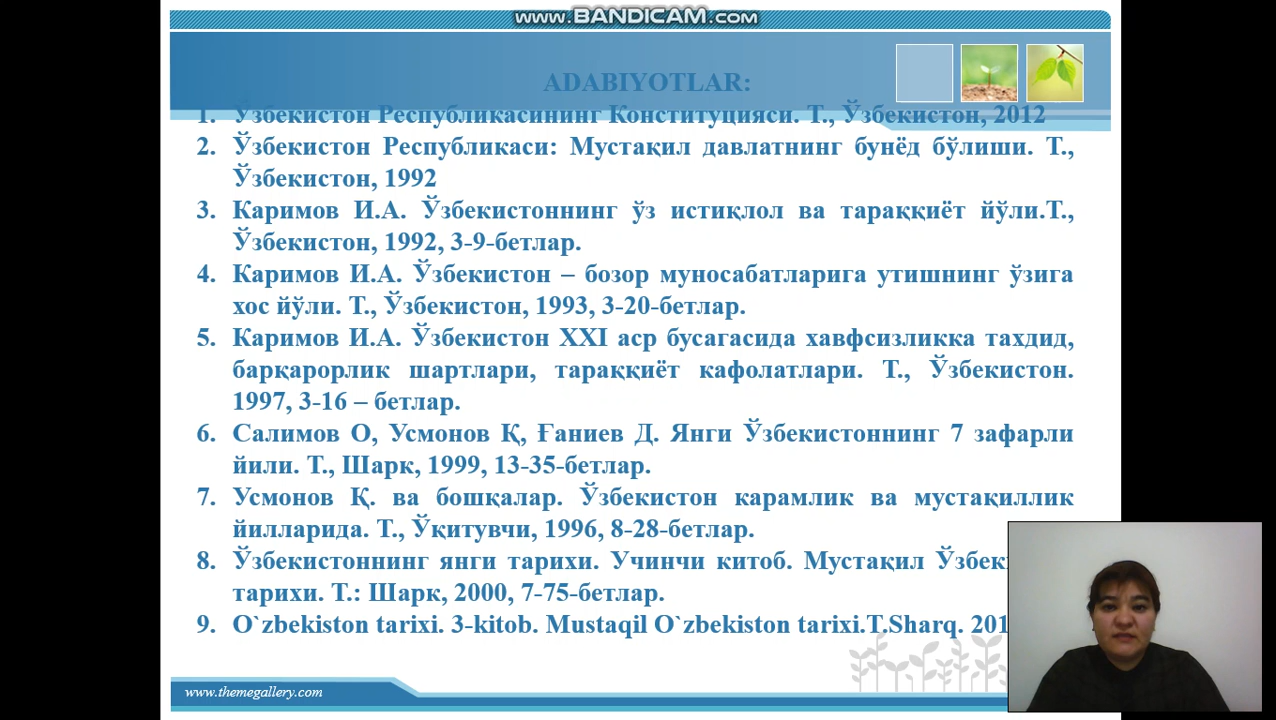 www.BANDICAM.com
ADABIYOTLAR:
1. Ўзбекистон Республикасининг Конституцияси. Т., Ўзбекистон, 2012
2. Ўзбекистон Республикаси: Мустақил давлатнинг бунёд бўлиши. Т.,
Ўзбекистон, 1992
3. Каримов И.А. Ўзбекистоннинг ўз истиқлол ва тараққиёт йўли.Т.,
Ўзбекистон, 1992, 3-9-бетлар.
4. Каримов И.А. Ўзбекистон – бозор муносабатларига утишнинг ўзига
хос йўли. Т., Ўзбекистон, 1993, 3-20-бетлар.
5. Каримов И.А. Ўзбекистон XXI аср бусагасида хавфсизликка тахдид,
барқарорлик шартлари, тараққиёт кафолатлари. Т., Ўзбекистон.
1997, 3-16 – бетлар.
6. Салимов О, Усмонов Қ, Ғаниев Д. Янги Ўзбекистоннинг 7 зафарли
йили. Т., Шарк, 1999, 13-35-бетлар.
7. Усмонов Қ. ва бошқалар. Ўзбекистон карамлик ва мустақиллик
йилларида. Т., Ўқитувчи, 1996, 8-28-бетлар.
8. Ўзбекистоннинг янги тарихи. Учинчи китоб. Мустақил
тарихи. Т.: Шарк, 2000, 7-75-бетлар.
9. O`zbekiston tarixi. 3-kitob. Mustaqil O`zbekiston tarixi.T.Sharq.
www.themegallery.com